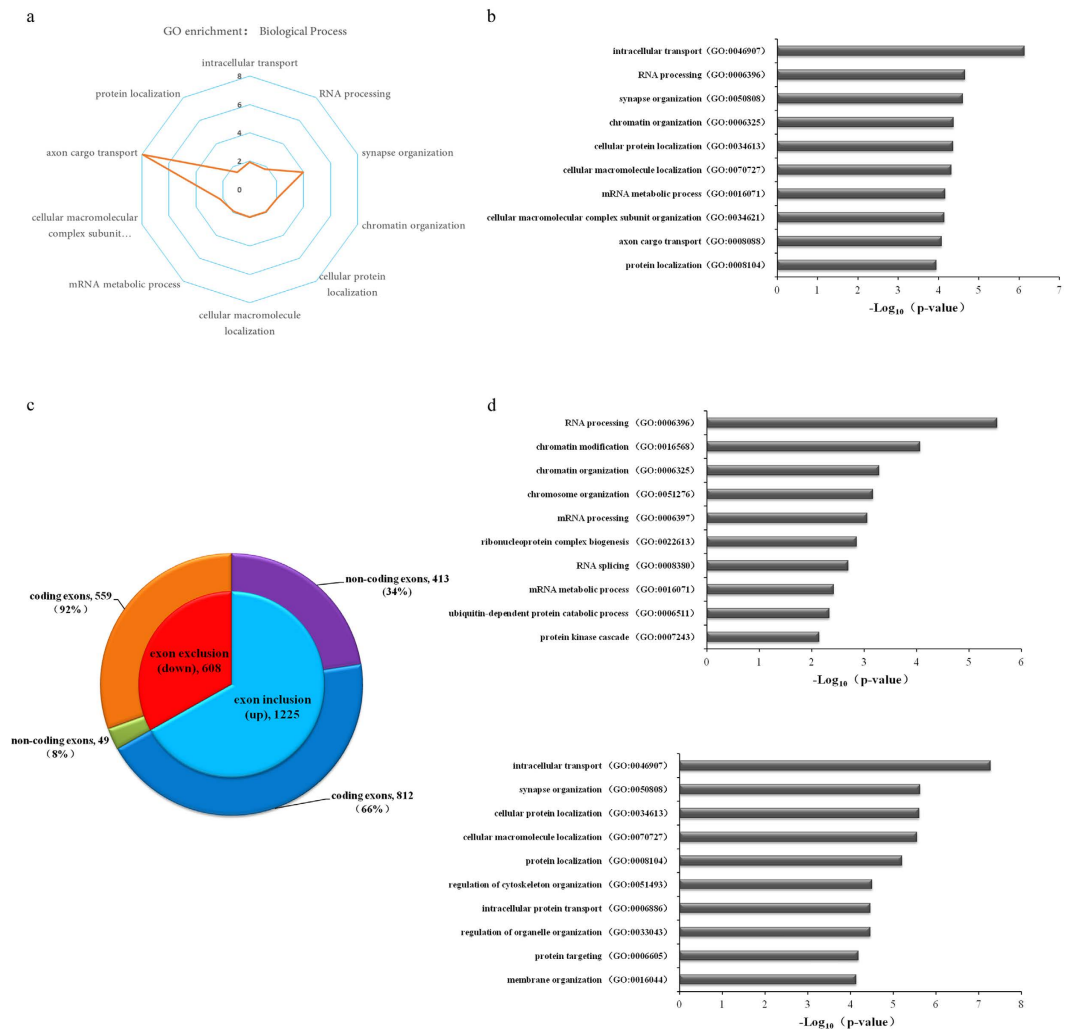 a
GO enrichment： Biological Process
intracellular transport
RNA processing
synapse organization
chromatin organization
cellular protein
localization
cellular macromolecule
localization
mRNA metabolic process
cellular macromolecular
complex subunit…
axon cargo transport
protein localization
8
6
4
2
0
b
intracellular transport（GO:0046907）
RNA processing（GO:0006396）
synapse organization（GO:0050808）
chromatin organization（GO:0006325）
cellular protein localization（GO:0034613）
cellular macromolecule localization（GO:0070727）
mRNA metabolic process（GO:0016071）
cellular macromolecular complex subunit organization（GO:0034621）
axon cargo transport（GO:0008088）
protein localization（GO:0008104）
0 1 2 3 4 5 6 7
-Log10（p-value）
c
non-coding exons, 413
(34%)
coding exons, 559
（92%）
exon exclusion
(down), 608
exon inclusion
(up), 1225
non-coding exons, 49
(8%）
coding exons, 812
（66%）
d
RNA processing（GO:0006396）
chromatin modification（GO:0016568）
chromatin organization（GO:0006325）
chromosome organization（GO:0051276）
mRNA processing（GO:0006397）
ribonucleoprotein complex biogenesis（GO:0022613）
RNA splicing（GO:0008380）
mRNA metabolic process（GO:0016071）
ubiquitin-dependent protein catabolic process（GO:0006511）
protein kinase cascade（GO:0007243）
0 1 2 3 4 5 6
-Log10（p-value）
intracellular transport（GO:0046907）
synapse organization（GO:0050808）
cellular protein localization（GO:0034613）
cellular macromolecule localization（GO:0070727）
protein localization（GO:0008104）
regulation of cytoskeleton organization（GO:0051493）
intracellular protein transport（GO:0006886）
regulation of organelle organization（GO:0033043）
protein targeting（GO:0006605）
membrane organization（GO:0016044）
0 1 2 3 4 5 6 7 8
-Log10（p-value）